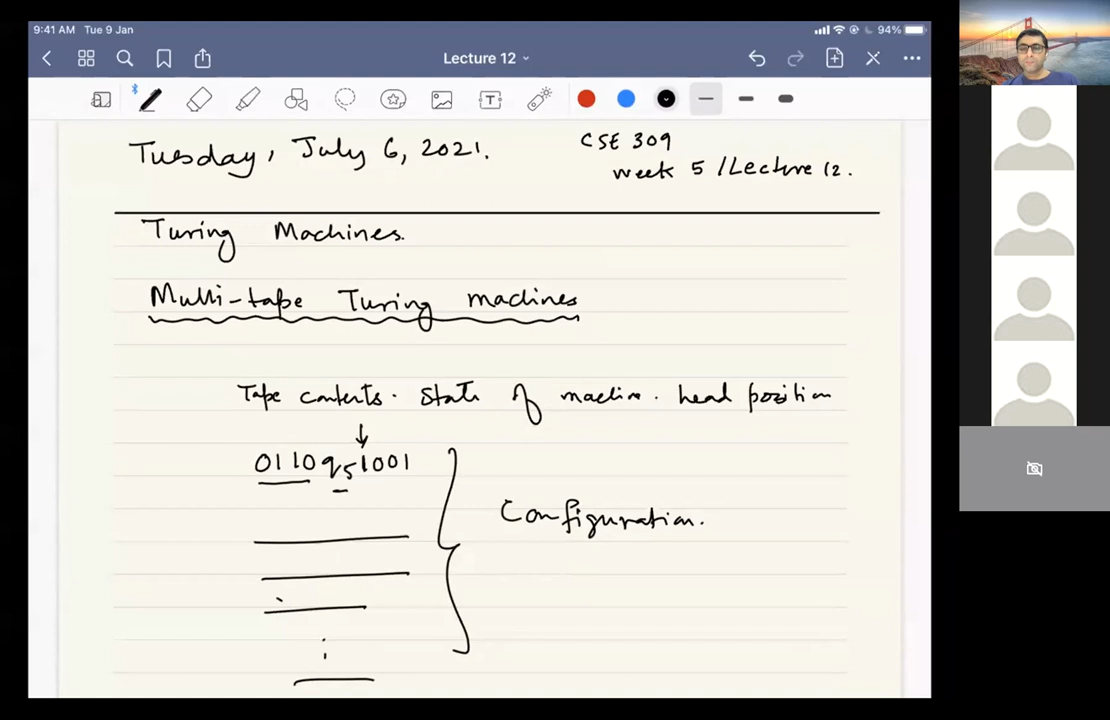 9:41 AM Tue 9 Jan
94%
Lecture 12
Tuesday, July 6, 2021.
CSE 309
week 5 / Lecture 12.
Turing Machines.
Multi-tape Turing machines
Tape contents. State of machine. head position
↓
0110q51001
Configuration.